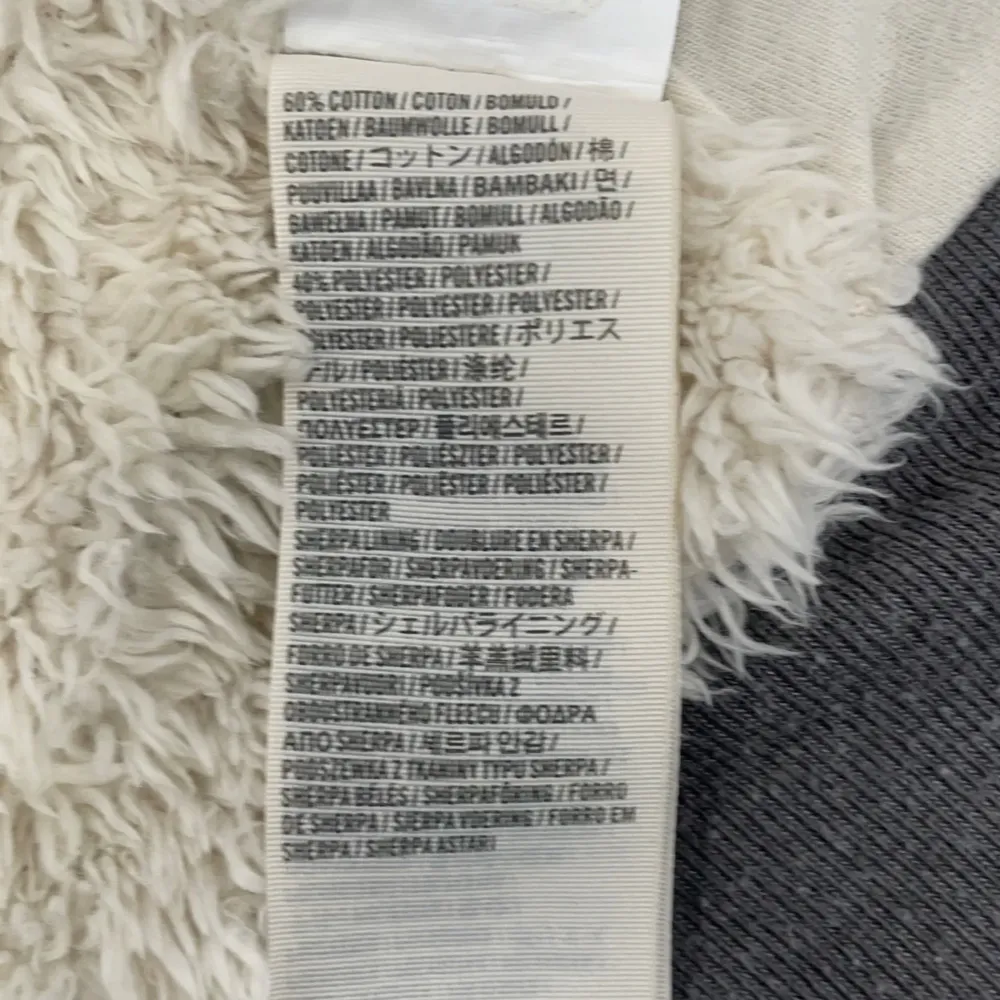 60% COTTON / COTON / BOMULD /
KATOEN / BAUMWOLLE / BOMULL /
COTONE / コットン / ALGODÓN / 棉 /
PUUVILLAA / BAVLNA / BAMBAKI / 면 /
BAWEŁNA / PAMUT / BOMULL / ALGODÃO /
KATOEN / ALGODÃO / PAMUK
40% POLYESTER / POLYESTER /
POLYESTER / POLYESTER / POLYESTER /
POLYESTER / POLIESTERE / ポリエス
テル / POLIÉSTER / 涤纶 /
POLYESTERIÄ / POLYESTER /
ΠΟΛΥΕΣΤΕΡ / 폴리에스테르 /
POLIESTER / POLIÉSZTER / POLYESTER /
POLIÉSTER / POLYESTER / POLIÉSTER /
POLYESTER
SHERPA LINING / DOUBLURE EN SHERPA /
SHERPAFOR / SHERPAVOERING / SHERPA-
FUTTER / SHERPAFODER / FODERA
SHERPA / シェルパライニング /
FORRO DE SHERPA / 羊羔绒里料 /
SHERPAVUORI / PODŠÍVKA Z
OBOUSTRANNÉHO FLEECU / ΦΟΔΡΑ
ΑΠΟ SHERPA / 셰르파 안감 /
PODSZEWKA Z TKANINY TYPU SHERPA /
SHERPA BÉLÉS / SHERPAFÓRING / FORRO
DE SHERPA / SIERPA VOERING / FORRO EM
SHERPA / SHERPA ASTARI